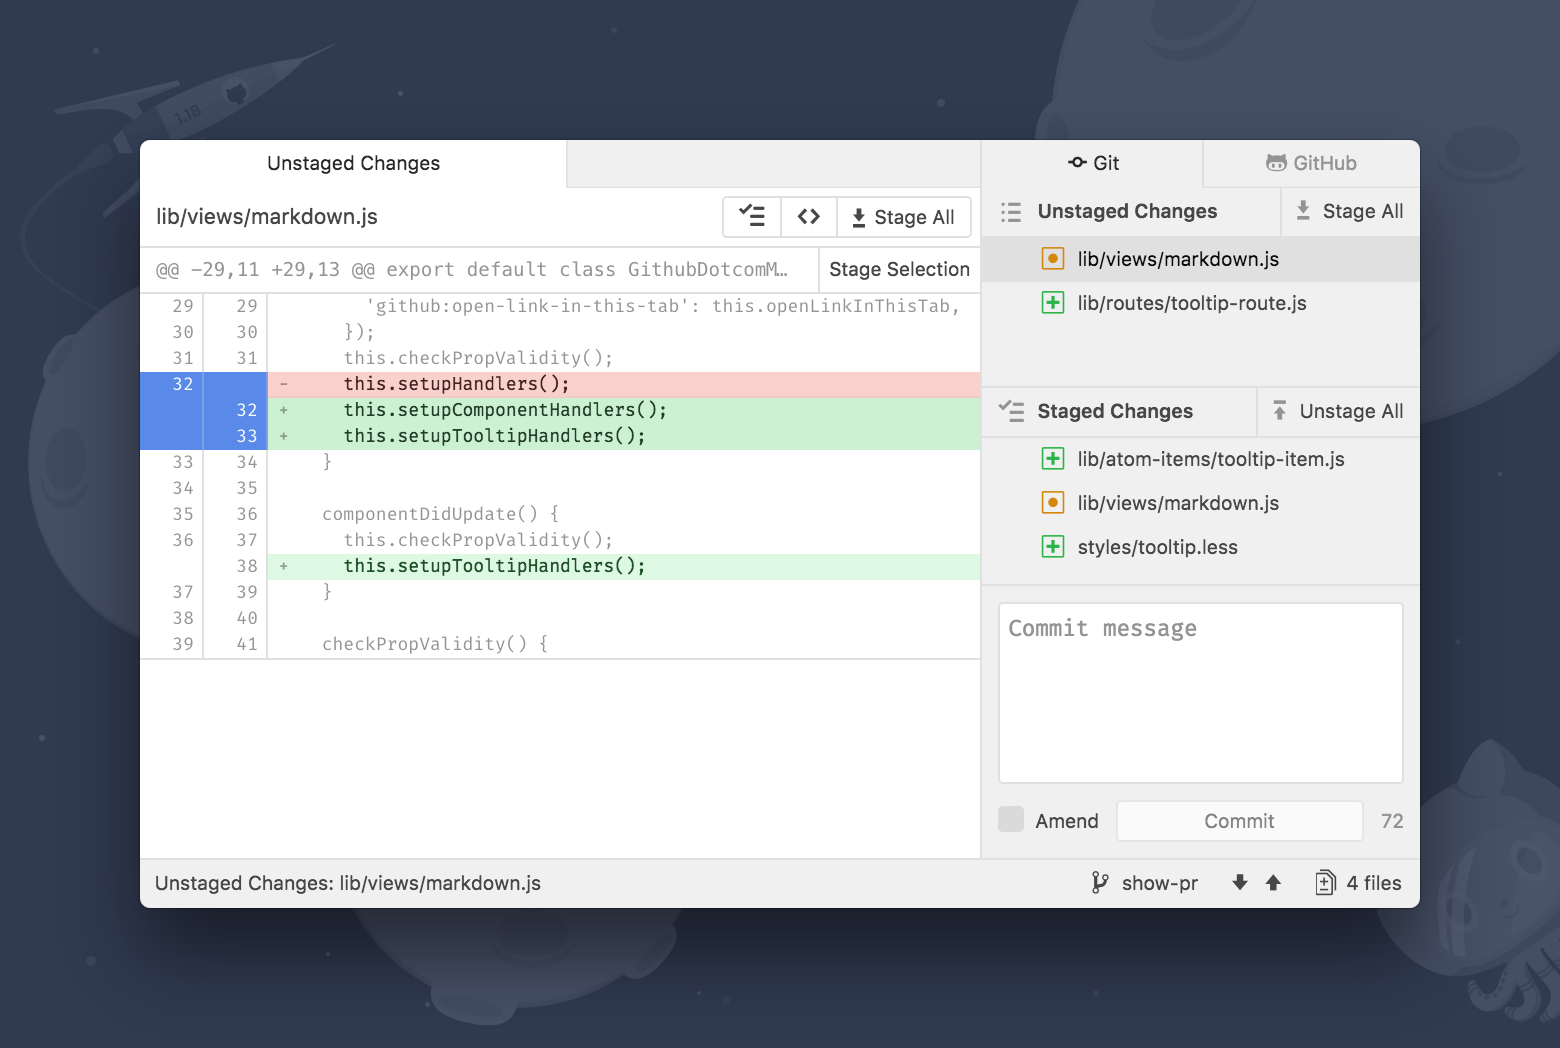 1.18
Unstaged Changes
Git
GitHub
lib/views/markdown.js
Stage All
@@ -29,11 +29,13 @@ export default class GithubDotcomM…
Stage Selection
29 29 'github:open-link-in-this-tab': this.openLinkInThisTab,
30 30 });
31 31 this.checkPropValidity();
32 - this.setupHandlers();
32 + this.setupComponentHandlers();
33 + this.setupTooltipHandlers();
33 34 }
34 35
35 36 componentDidUpdate() {
36 37 this.checkPropValidity();
38 + this.setupTooltipHandlers();
37 39 }
38 40
39 41 checkPropValidity() {
Unstaged Changes
Stage All
lib/views/markdown.js
lib/routes/tooltip-route.js
Staged Changes
Unstage All
lib/atom-items/tooltip-item.js
lib/views/markdown.js
styles/tooltip.less
Commit message
Amend
Commit
72
Unstaged Changes: lib/views/markdown.js
show-pr
4 files